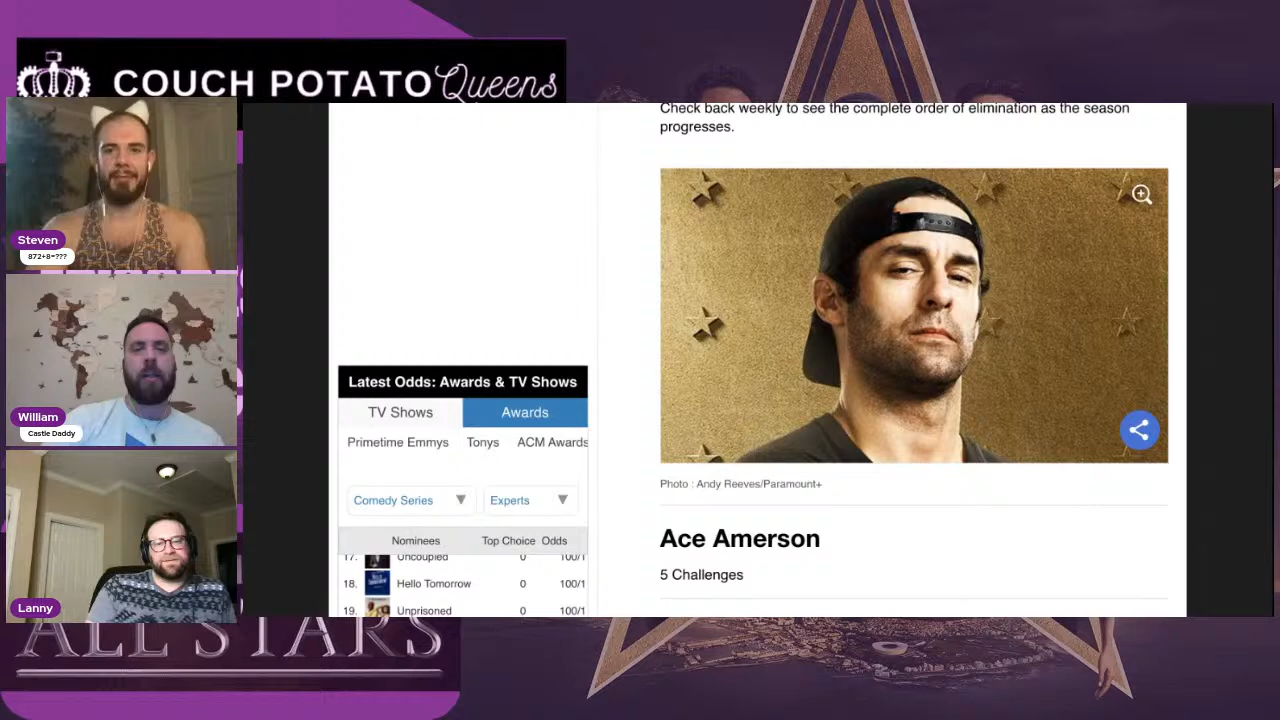 COUCH POTATO Queens
Steven
872+8=???
William
Castle Daddy
Lanny
ALL STARS
Check back weekly to see the complete order of elimination as the season
progresses.
Photo : Andy Reeves/Paramount+
Ace Amerson
5 Challenges
Latest Odds: Awards & TV Shows
TV Shows Awards
Primetime Emmys Tonys ACM Awards
Comedy Series ▼ Experts ▼
Nominees Top Choice Odds
17. Uncoupled 0 100/1
18. Hello Tomorrow 0 100/1
19. Unprisoned 0 100/1